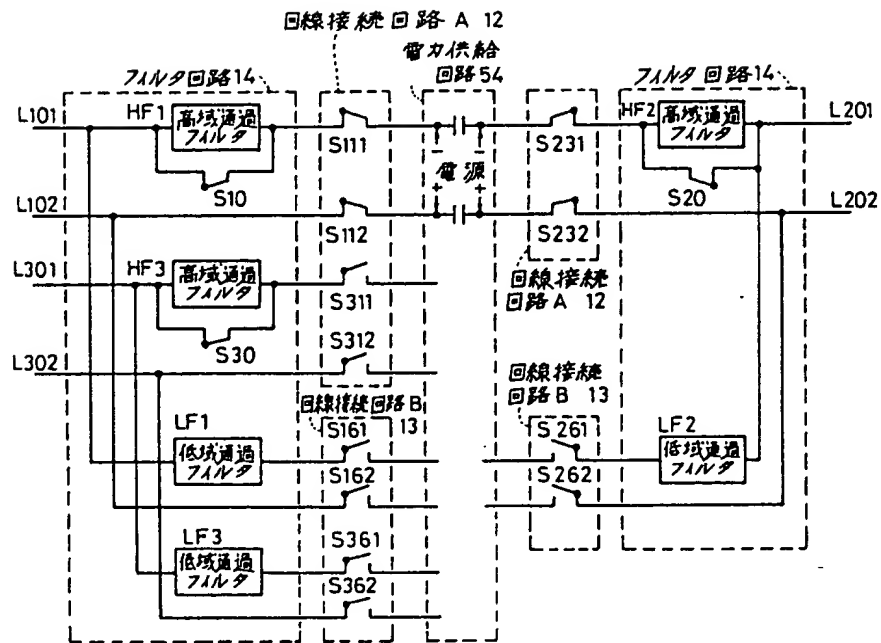 回線接続回路 A 12
電力供給
回路54
フィルタ回路14
フィルタ回路14
L101
HF1
高域通過
フィルタ
S111
S231
HF2
高域通過
フィルタ
L201
S10
電源
S20
L102
S112
S232
L202
L301
HF3
高域通過
フィルタ
S311
回線接続
回路A 12
S30
S312
L302
回線接続回路B
13
回線接続
回路B 13
LF1
低域通過
フィルタ
S161
S261
LF2
低域通過
フィルタ
S162
S262
LF3
低域通過
フィルタ
S361
S362